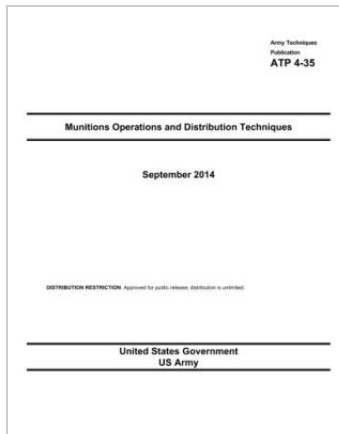 Army Techniques
Publication
ATP 4-35
Munitions Operations and Distribution Techniques
September 2014
DISTRIBUTION RESTRICTION. Approved for public release; distribution is unlimited.
United States Government
US Army